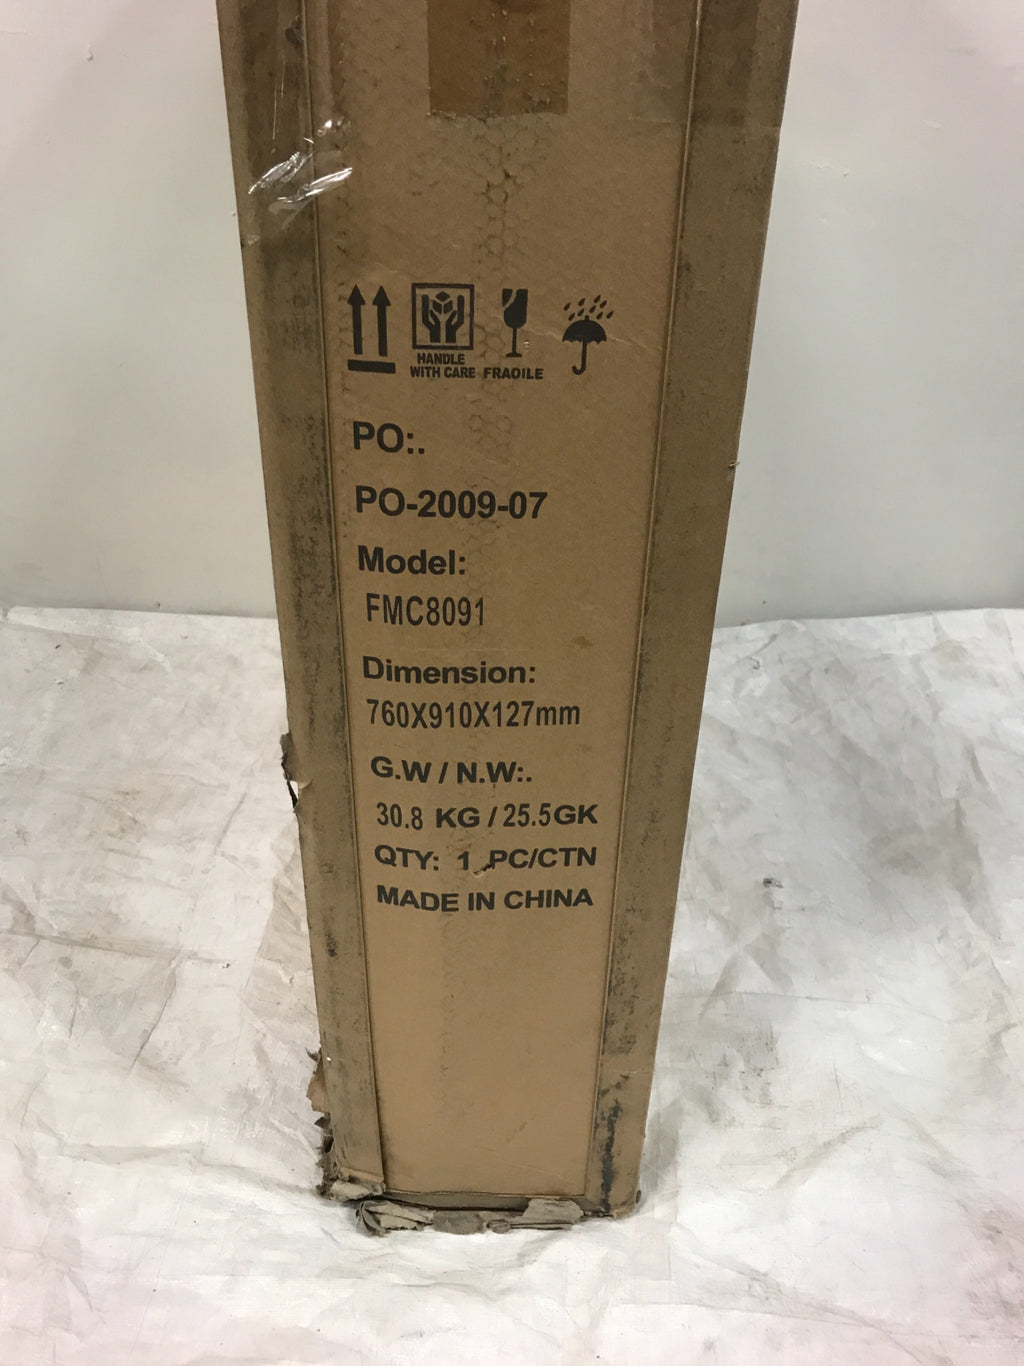 HANDLE
WITH CARE FRAOILE
PO:.
PO-2009-07
Model:
FMC8091
Dimension:
760X910X127mm
G.W / N.W:.
30.8 KG / 25.5GK
QTY: 1 PC/CTN
MADE IN CHINA